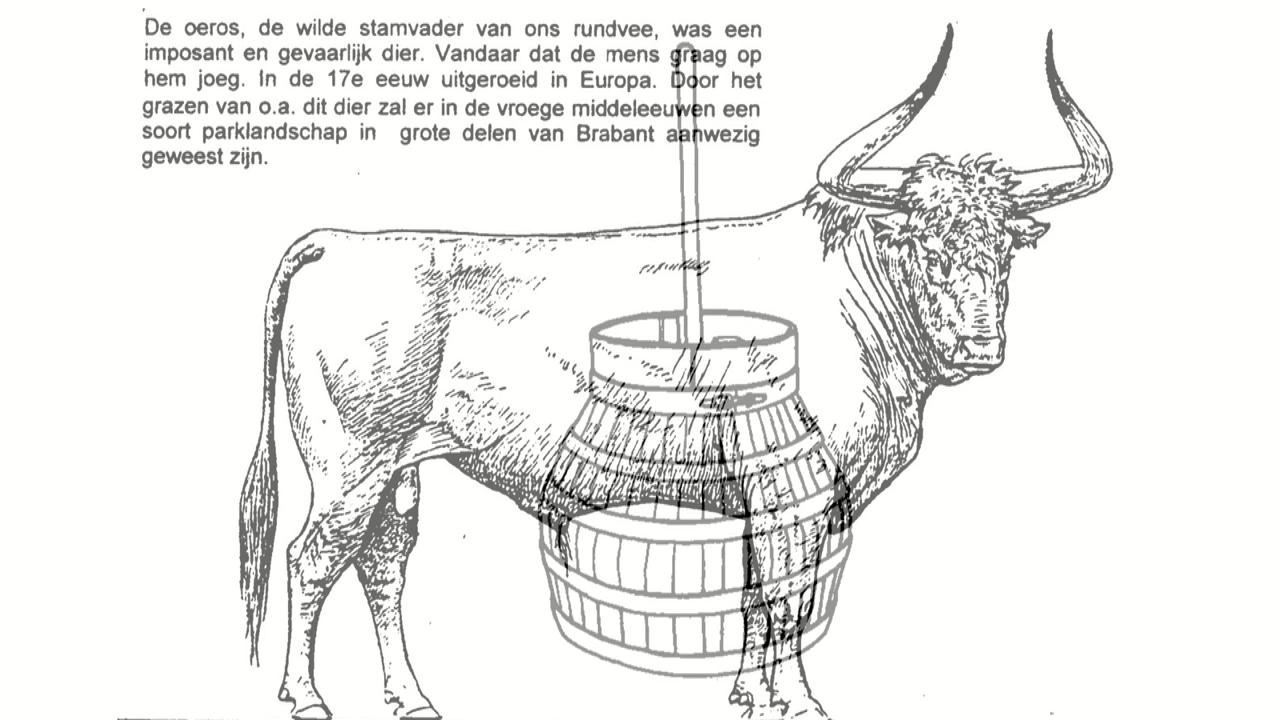 De oeros, de wilde stamvader van ons rundvee, was een
imposant en gevaarlijk dier. Vandaar dat de mens graag op
hem joeg. In de 17e eeuw uitgeroeid in Europa. Door het
grazen van o.a. dit dier zal er in de vroege middeleeuwen een
soort parklandschap in grote delen van Brabant aanwezig
geweest zijn.